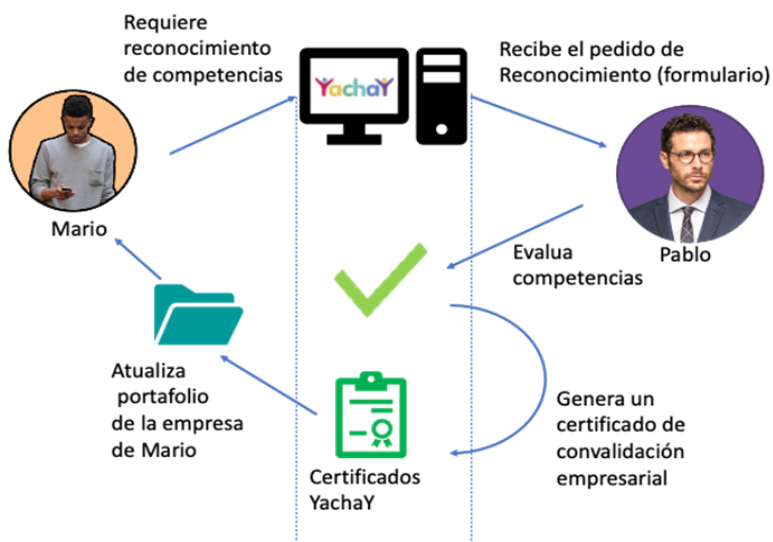 Requiere
reconocimiento
de competencias
YachaY
Recibe el pedido de
Reconocimiento (formulario)
Mario
Pablo
Evalua
competencias
Atualiza
portafolio
de la empresa
de Mario
Genera un
certificado de
convalidación
empresarial
Certificados
YachaY